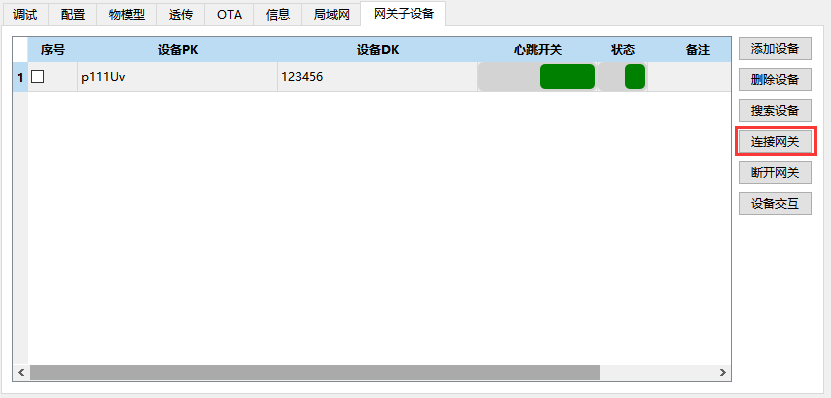 调试 配置 物模型 透传 OTA 信息 局域网 网关子设备
序号 设备PK 设备DK 心跳开关 状态 备注
1 p111Uv 123456
添加设备
删除设备
搜索设备
连接网关
断开网关
设备交互